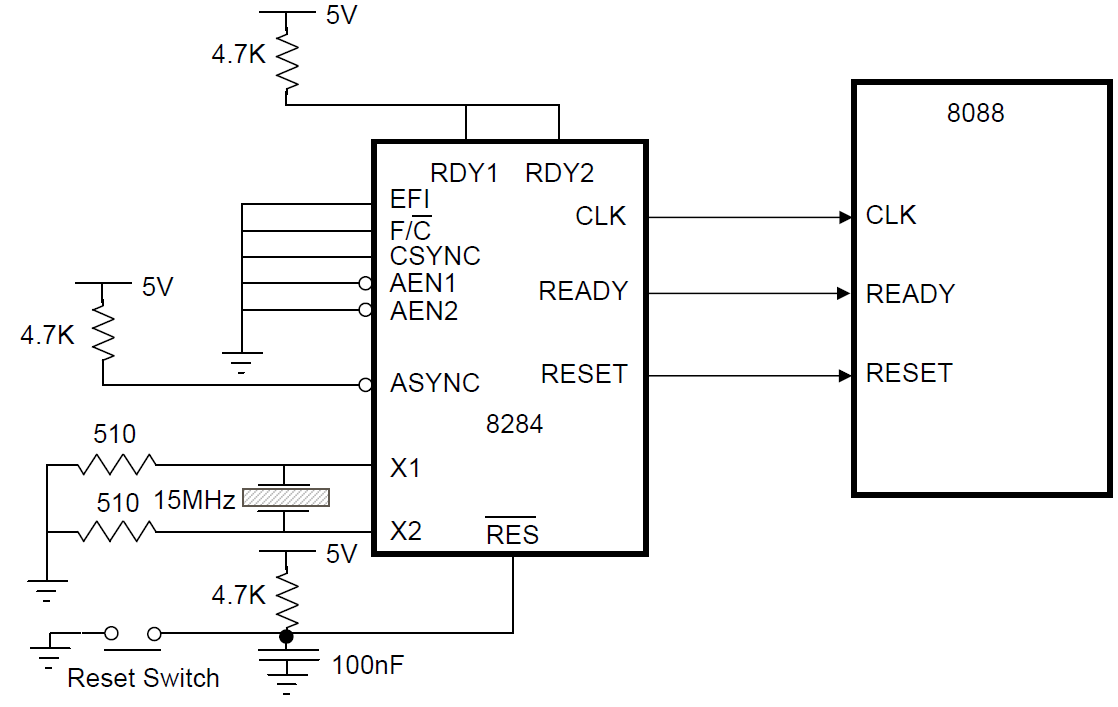 5V
4.7K
8088
RDY1 RDY2
EFI
CLK
CLK
F/C̅
CSYNC
AEN1
5V
READY
READY
AEN2
4.7K
ASYNC
RESET
RESET
8284
510
X1
510
15MHz
X2
R̅E̅S̅
5V
4.7K
100nF
Reset Switch